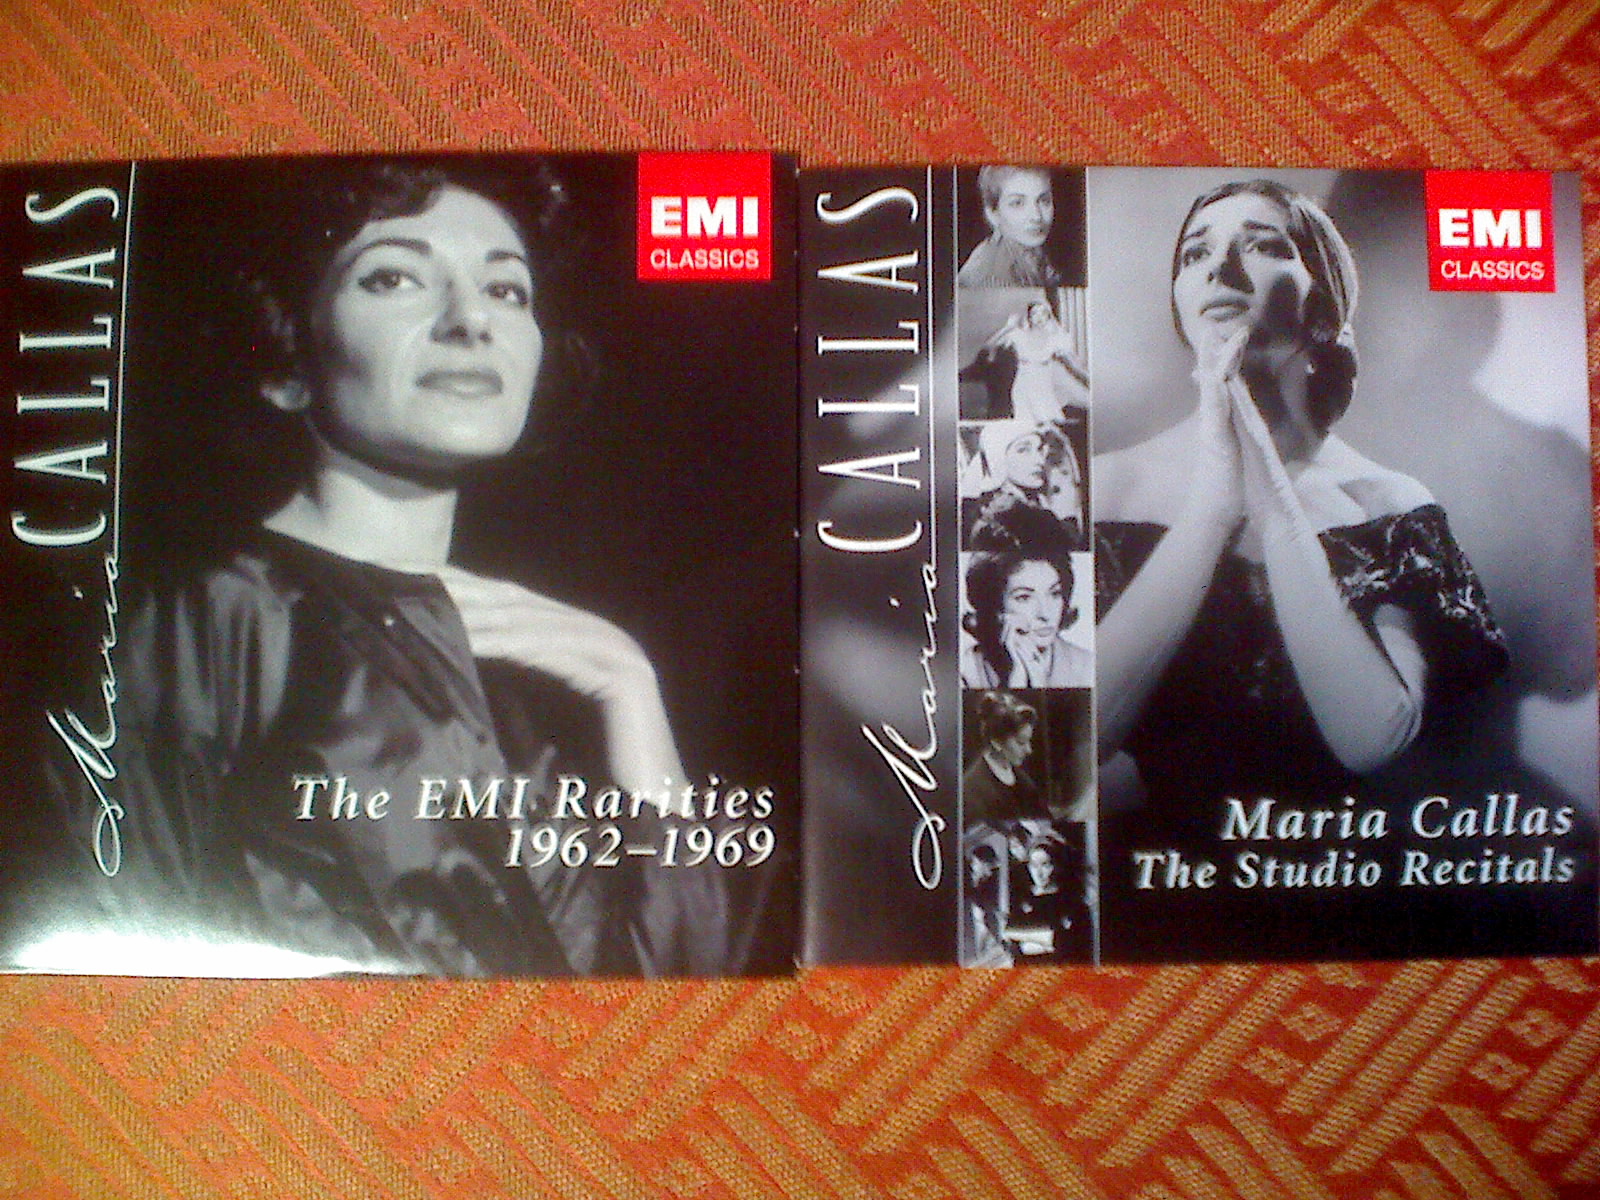 Maria CALLAS
EMI
CLASSICS
The EMI Rarities
1962–1969
Maria CALLAS
EMI
CLASSICS
Maria Callas
The Studio Recitals